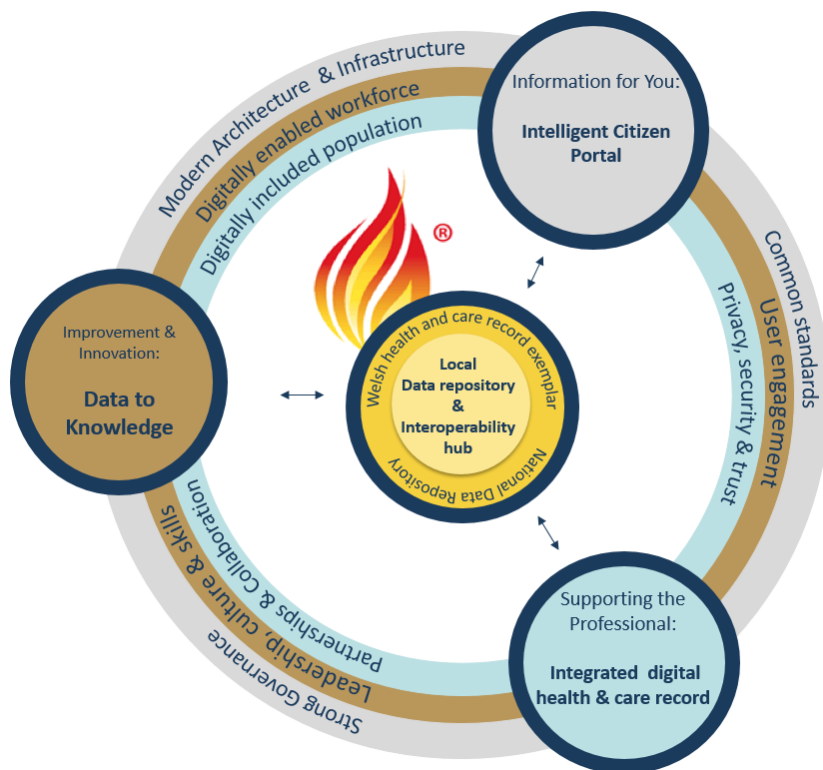 Modern Architecture & Infrastructure
Digitally enabled workforce
Digitally included population
Information for You:
Intelligent Citizen
Portal
®
Common standards
User engagement
Privacy, security & trust
Improvement &
Innovation:
Data to
Knowledge
Welsh health and care record exemplar
Local
Data repository
&
Interoperability
hub
National Data Repository
Supporting the
Professional:
Integrated digital
health & care record
Partnerships & Collaboration
Leadership, culture & skills
Strong Governance